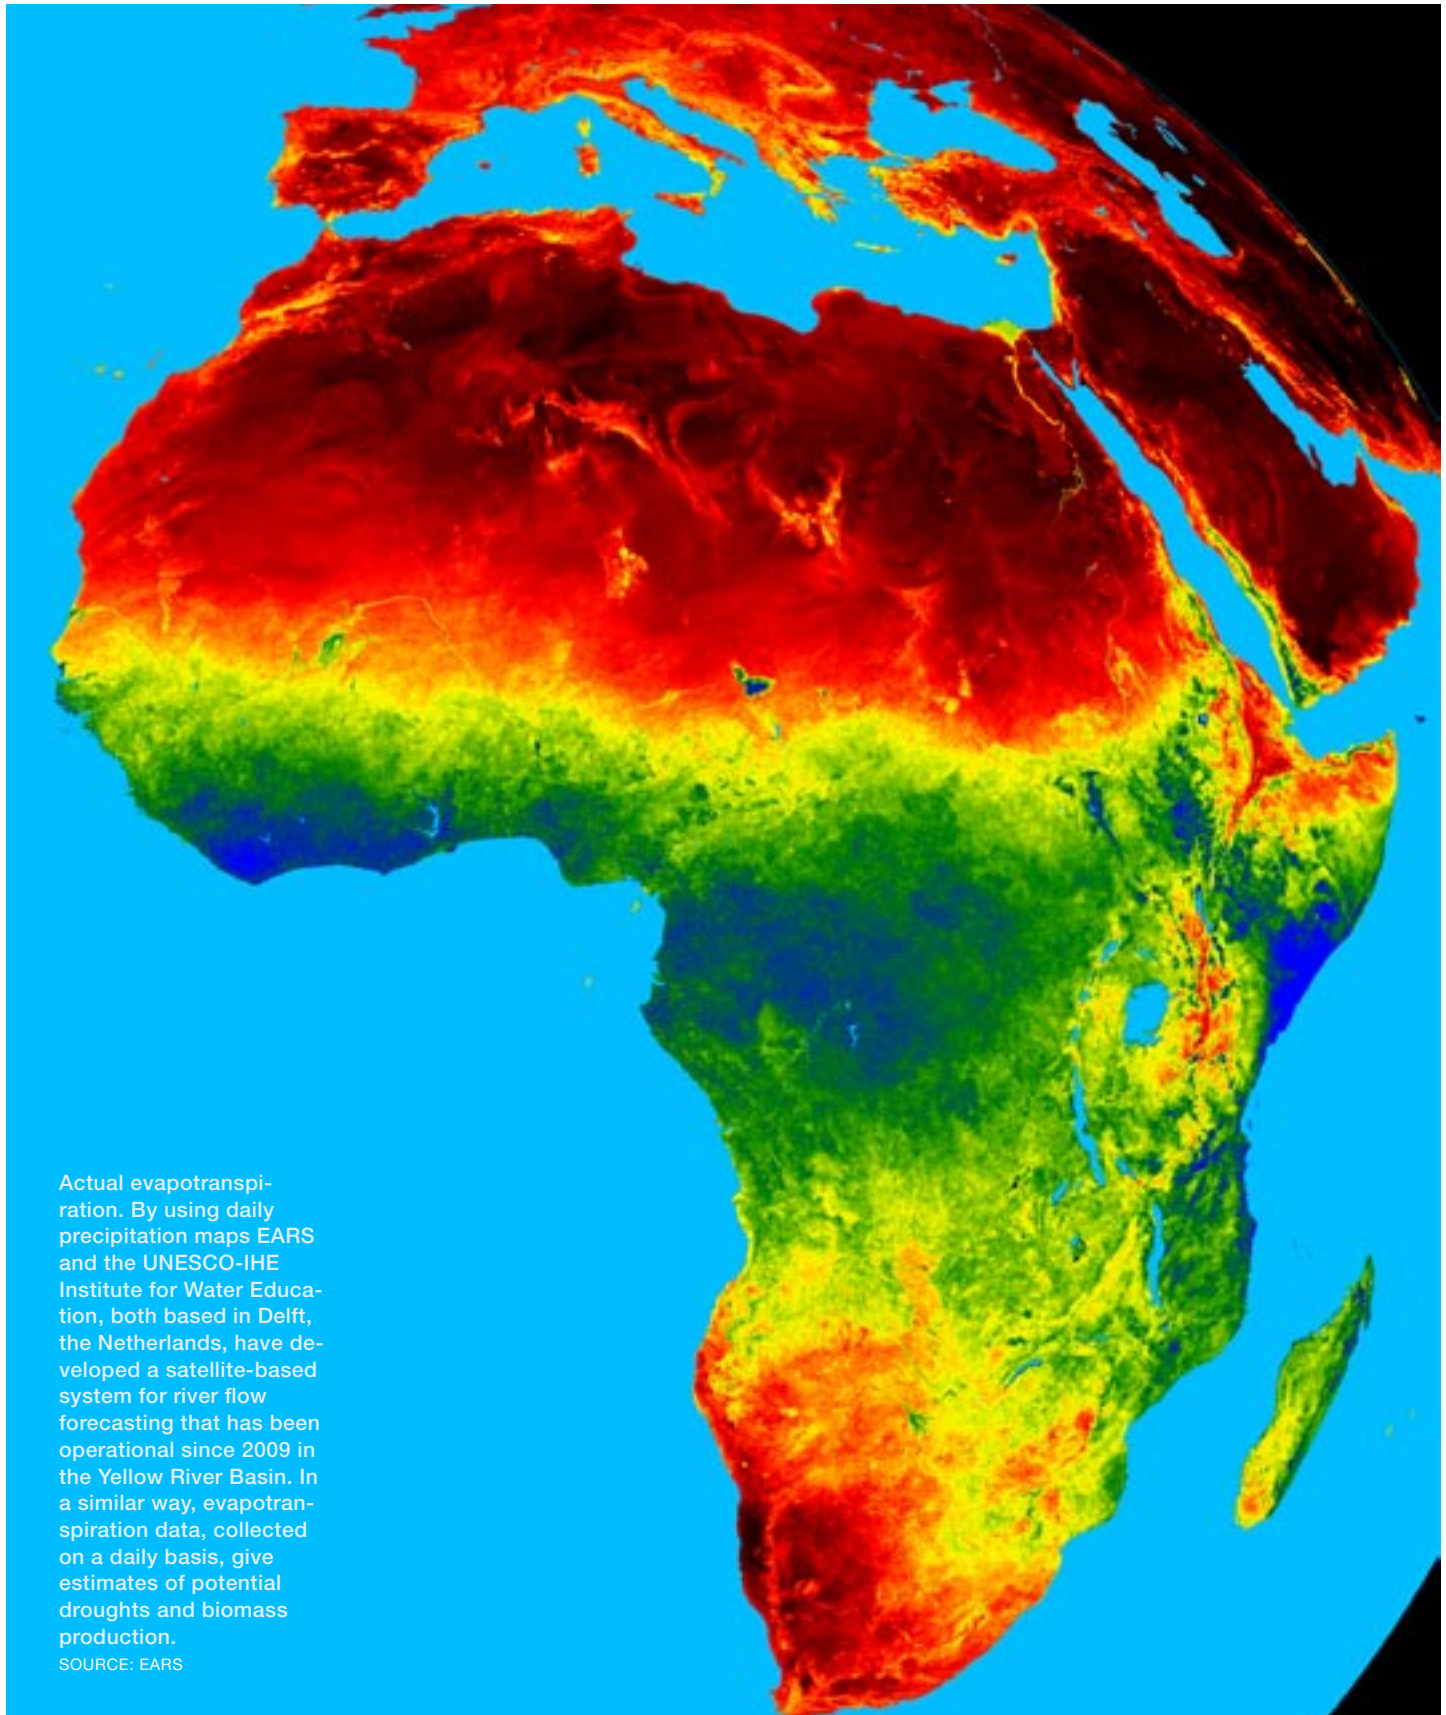 Actual evapotranspi-
ration. By using daily
precipitation maps EARS
and the UNESCO-IHE
Institute for Water Educa-
tion, both based in Delft,
the Netherlands, have de-
veloped a satellite-based
system for river flow
forecasting that has been
operational since 2009 in
the Yellow River Basin. In
a similar way, evapotran-
spiration data, collected
on a daily basis, give
estimates of potential
droughts and biomass
production.
SOURCE: EARS